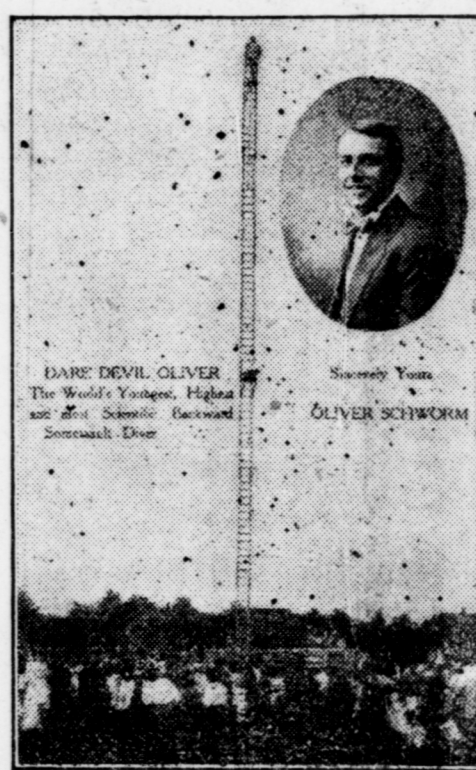 DARE DEVIL OLIVER
The World's Youngest, Highest
and most Scientific Backward
Somersault Diver
Sincerely Yours
OLIVER SCHWORM